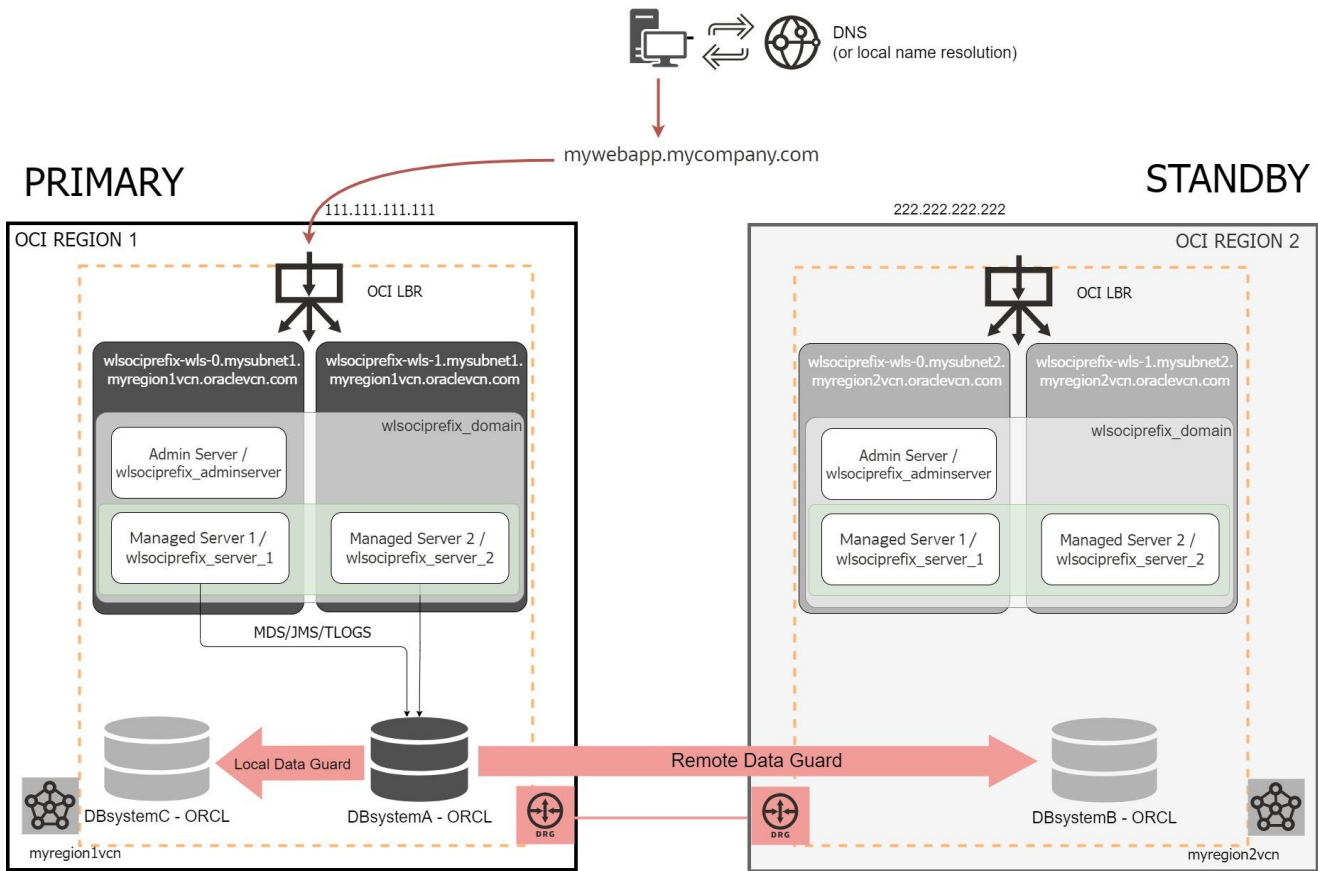 DNS
(or local name resolution)
mywebapp.mycompany.com
PRIMARY
STANDBY
111.111.111.111
222.222.222.222
OCI REGION 1
OCI LBR
wlsociprefix-wls-0.mysubnet1.
myregion1vcn.oraclevcn.com
wlsociprefix-wls-1.mysubnet1.
myregion1vcn.oraclevcn.com
wlsociprefix_domain
Admin Server /
wlsociprefix_adminserver
Managed Server 1 /
wlsociprefix_server_1
Managed Server 2 /
wlsociprefix_server_2
MDS/JMS/TLOGS
Local Data Guard
DBsystemC - ORCL
DBsystemA - ORCL
DRG
myregion1vcn
Remote Data Guard
OCI REGION 2
OCI LBR
wlsociprefix-wls-0.mysubnet2.
myregion2vcn.oraclevcn.com
wlsociprefix-wls-1.mysubnet2.
myregion2vcn.oraclevcn.com
wlsociprefix_domain
Admin Server /
wlsociprefix_adminserver
Managed Server 1 /
wlsociprefix_server_1
Managed Server 2 /
wlsociprefix_server_2
DRG
DBsystemB - ORCL
myregion2vcn